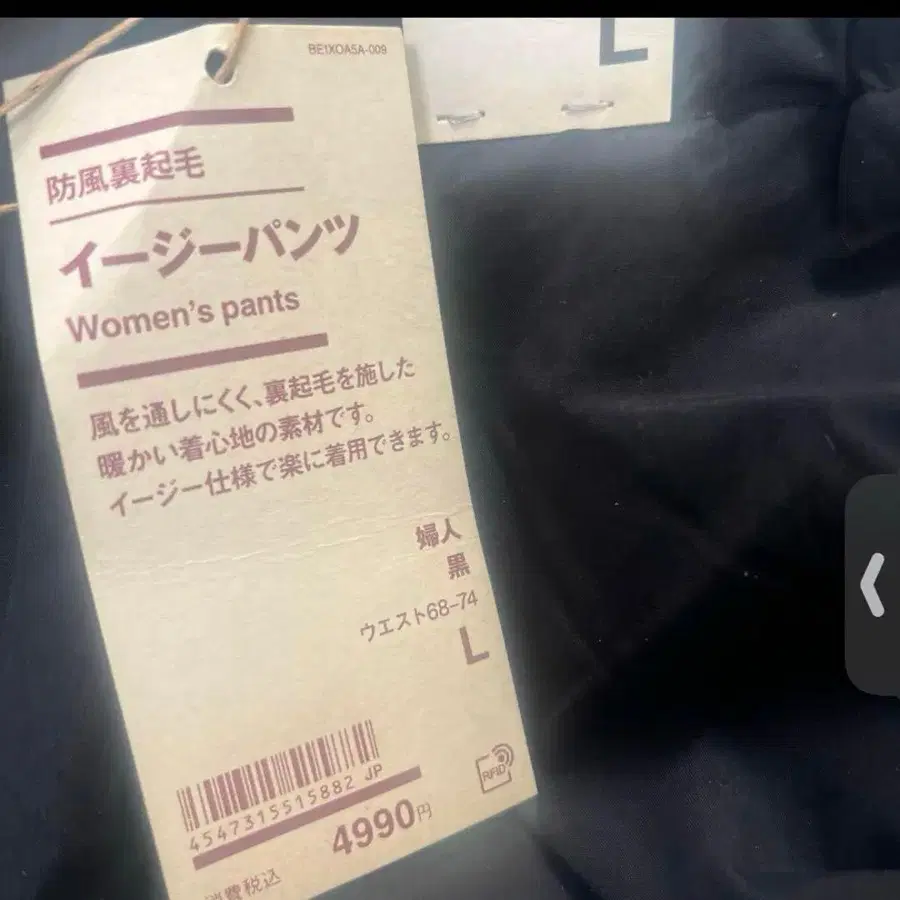 BE1XOA5A-009
L
防風裏起毛
イージーパンツ
Women's pants
風を通しにくく、裏起毛を施した
暖かい着心地の素材です。
イージー仕様で楽に着用できます。
婦人
黒
ウエスト68-74
L
RFID
4547315515882 JP
4990円
消費税込